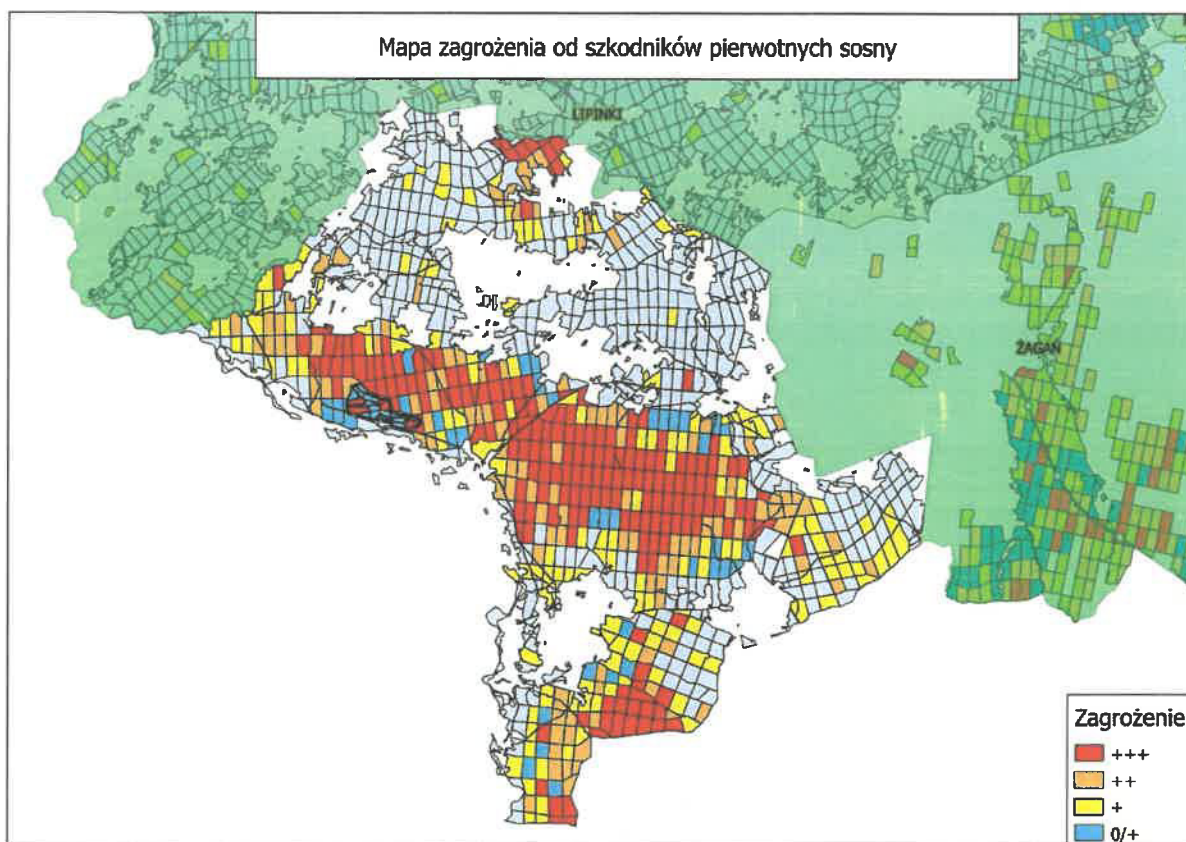 Mapa zagrożenia od szkodników pierwotnych sosny
LIPINKI
ŻAGAŃ
Zagrożenie
+++
++
+
0/+